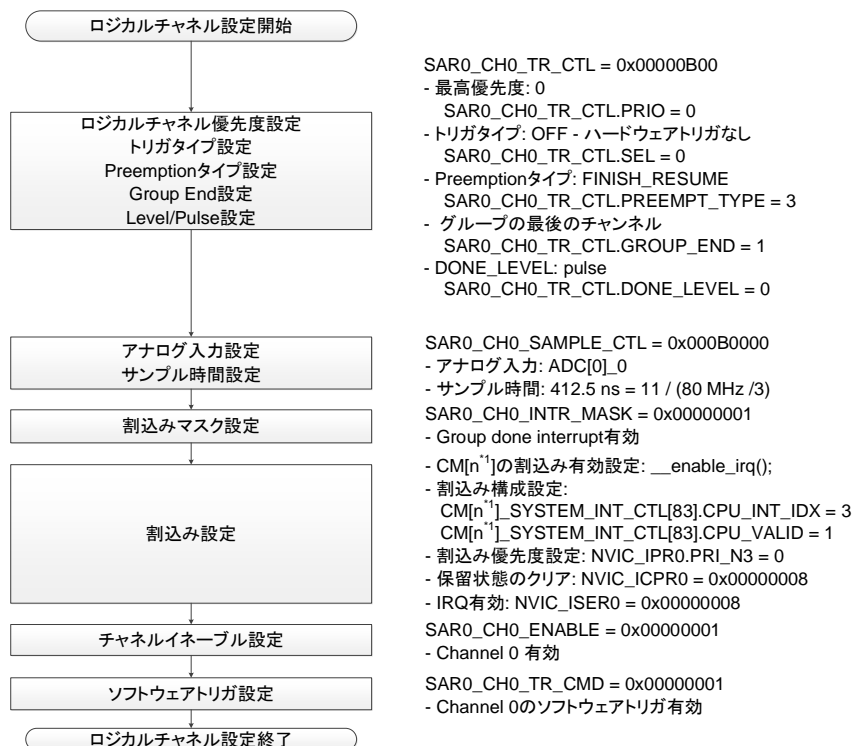 ロジカルチャネル設定開始
ロジカルチャネル優先度設定
トリガタイプ設定
Preemptionタイプ設定
Group End設定
Level/Pulse設定
SAR0_CH0_TR_CTL = 0x00000B00
- 最高優先度: 0
SAR0_CH0_TR_CTL.PRIO = 0
- トリガタイプ: OFF - ハードウェアトリガなし
SAR0_CH0_TR_CTL.SEL = 0
- Preemptionタイプ: FINISH_RESUME
SAR0_CH0_TR_CTL.PREEMPT_TYPE = 3
- グループの最後のチャンネル
SAR0_CH0_TR_CTL.GROUP_END = 1
- DONE_LEVEL: pulse
SAR0_CH0_TR_CTL.DONE_LEVEL = 0
アナログ入力設定
サンプル時間設定
SAR0_CH0_SAMPLE_CTL = 0x000B0000
- アナログ入力: ADC[0]_0
- サンプル時間: 412.5 ns = 11 / (80 MHz /3)
割込みマスク設定
SAR0_CH0_INTR_MASK = 0x00000001
- Group done interrupt有効
割込み設定
- CM[n*1]の割込み有効設定: __enable_irq();
- 割込み構成設定:
CM[n*1]_SYSTEM_INT_CTL[83].CPU_INT_IDX = 3
CM[n*1]_SYSTEM_INT_CTL[83].CPU_VALID = 1
- 割込み優先度設定: NVIC_IPR0.PRI_N3 = 0
- 保留状態のクリア: NVIC_ICPR0 = 0x00000008
- IRQ有効: NVIC_ISER0 = 0x00000008
チャネルイネーブル設定
SAR0_CH0_ENABLE = 0x00000001
- Channel 0 有効
ソフトウェアトリガ設定
SAR0_CH0_TR_CMD = 0x00000001
- Channel 0のソフトウェアトリガ有効
ロジカルチャネル設定終了